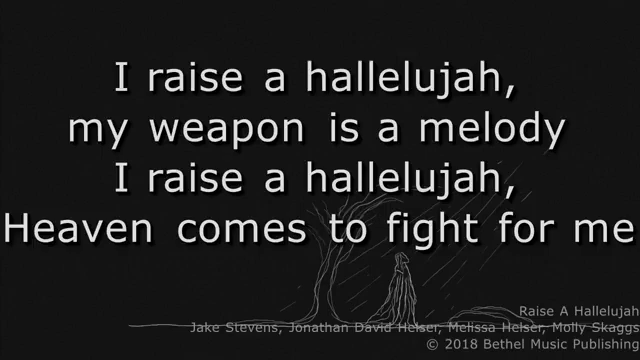 I raise a hallelujah,
my weapon is a melody
I raise a hallelujah,
Heaven comes to fight for me
Raise A Hallelujah
Jake Stevens, Jonathan David Helser, Melissa Helser, Molly Skaggs
© 2018 Bethel Music Publishing